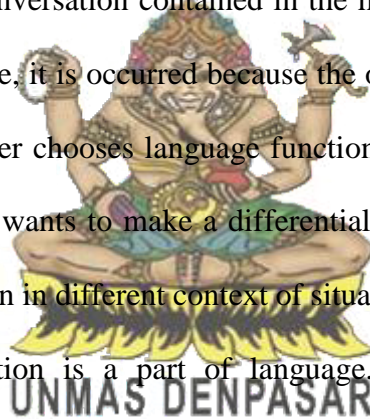 nversation contained in the
e, it is occurred because the
er chooses language function
wants to make a differential
n in different context of situa
tion is a part of language.
UNMAS DENPASAR